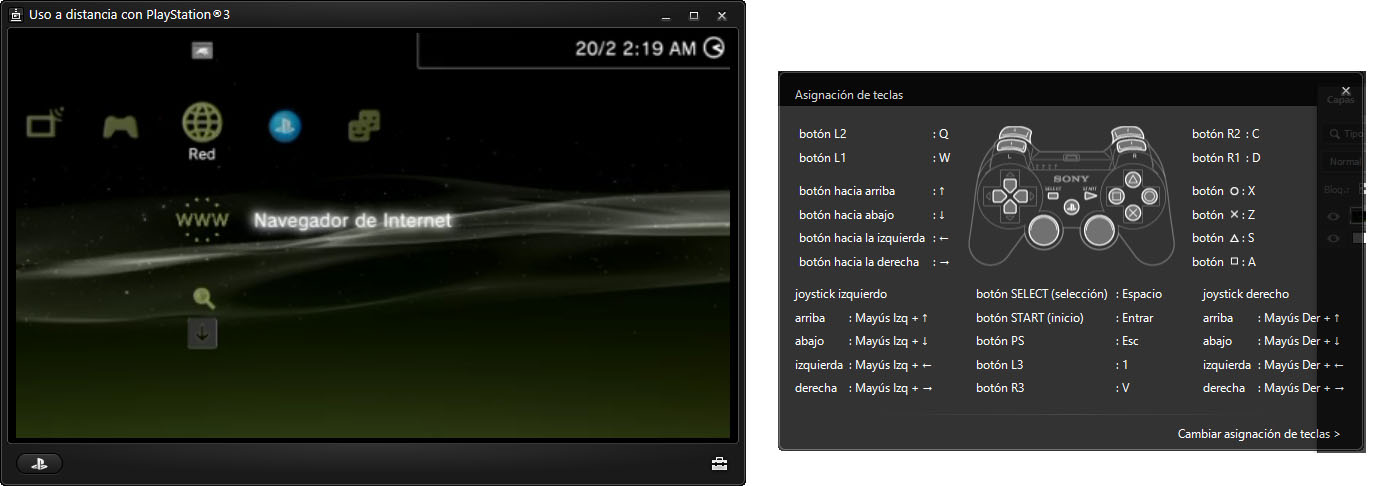 Uso a distancia con PlayStation®3
20/2 2:19 AM
Red
www
Navegador de Internet
Asignación de teclas
botón L2 : Q
botón L1 : W
botón hacia arriba : ↑
botón hacia abajo : ↓
botón hacia la izquierda : ←
botón hacia la derecha : →
L
R
SONY
SELECT
START
botón R2 : C
botón R1 : D
botón ○ : X
botón ✕ : Z
botón △ : S
botón □ : A
joystick izquierdo
arriba : Mayús Izq + ↑
abajo : Mayús Izq + ↓
izquierda : Mayús Izq + ←
derecha : Mayús Izq + →
botón SELECT (selección) : Espacio
botón START (inicio) : Entrar
botón PS : Esc
botón L3 : 1
botón R3 : V
joystick derecho
arriba : Mayús Der + ↑
abajo : Mayús Der + ↓
izquierda : Mayús Der + ←
derecha : Mayús Der + →
Cambiar asignación de teclas >
Capas
Tipo
Normal
Bloq.: